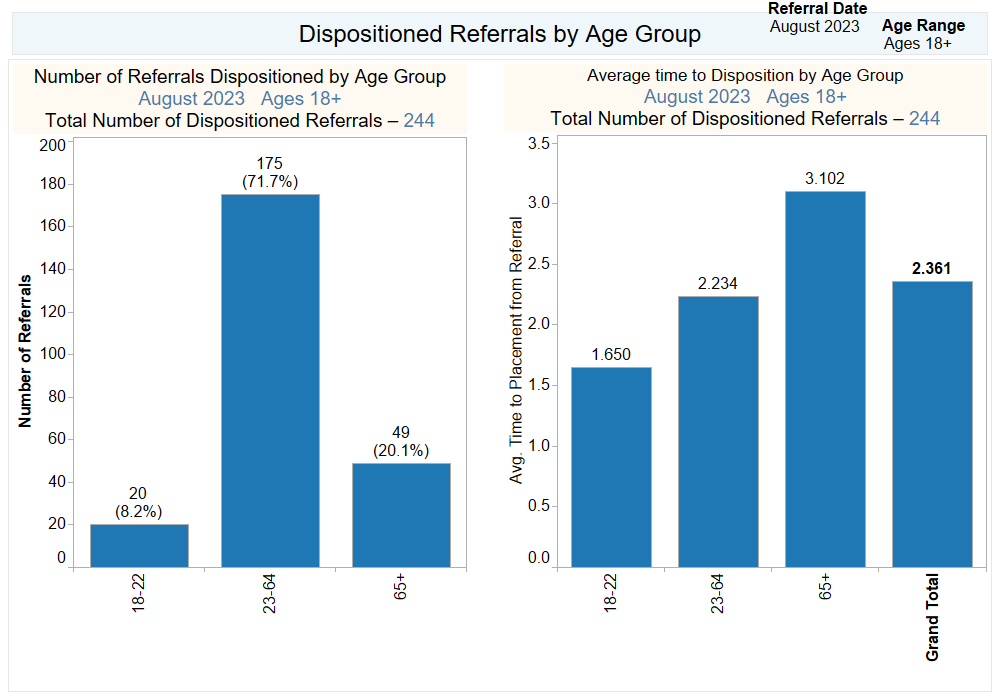 Dispositioned Referrals by Age Group
Referral Date
August 2023
Age Range
Ages 18+
Number of Referrals Dispositioned by Age Group
August 2023 Ages 18+
Total Number of Dispositioned Referrals – 244
Number of Referrals
200
180
160
140
120
100
80
60
40
20
0
20
(8.2%)
175
(71.7%)
49
(20.1%)
18-22
23-64
65+
Average time to Disposition by Age Group
August 2023 Ages 18+
Total Number of Dispositioned Referrals – 244
Avg. Time to Placement from Referral
3.5
3.0
2.5
2.0
1.5
1.0
0.5
0.0
1.650
2.234
3.102
2.361
18-22
23-64
65+
Grand Total